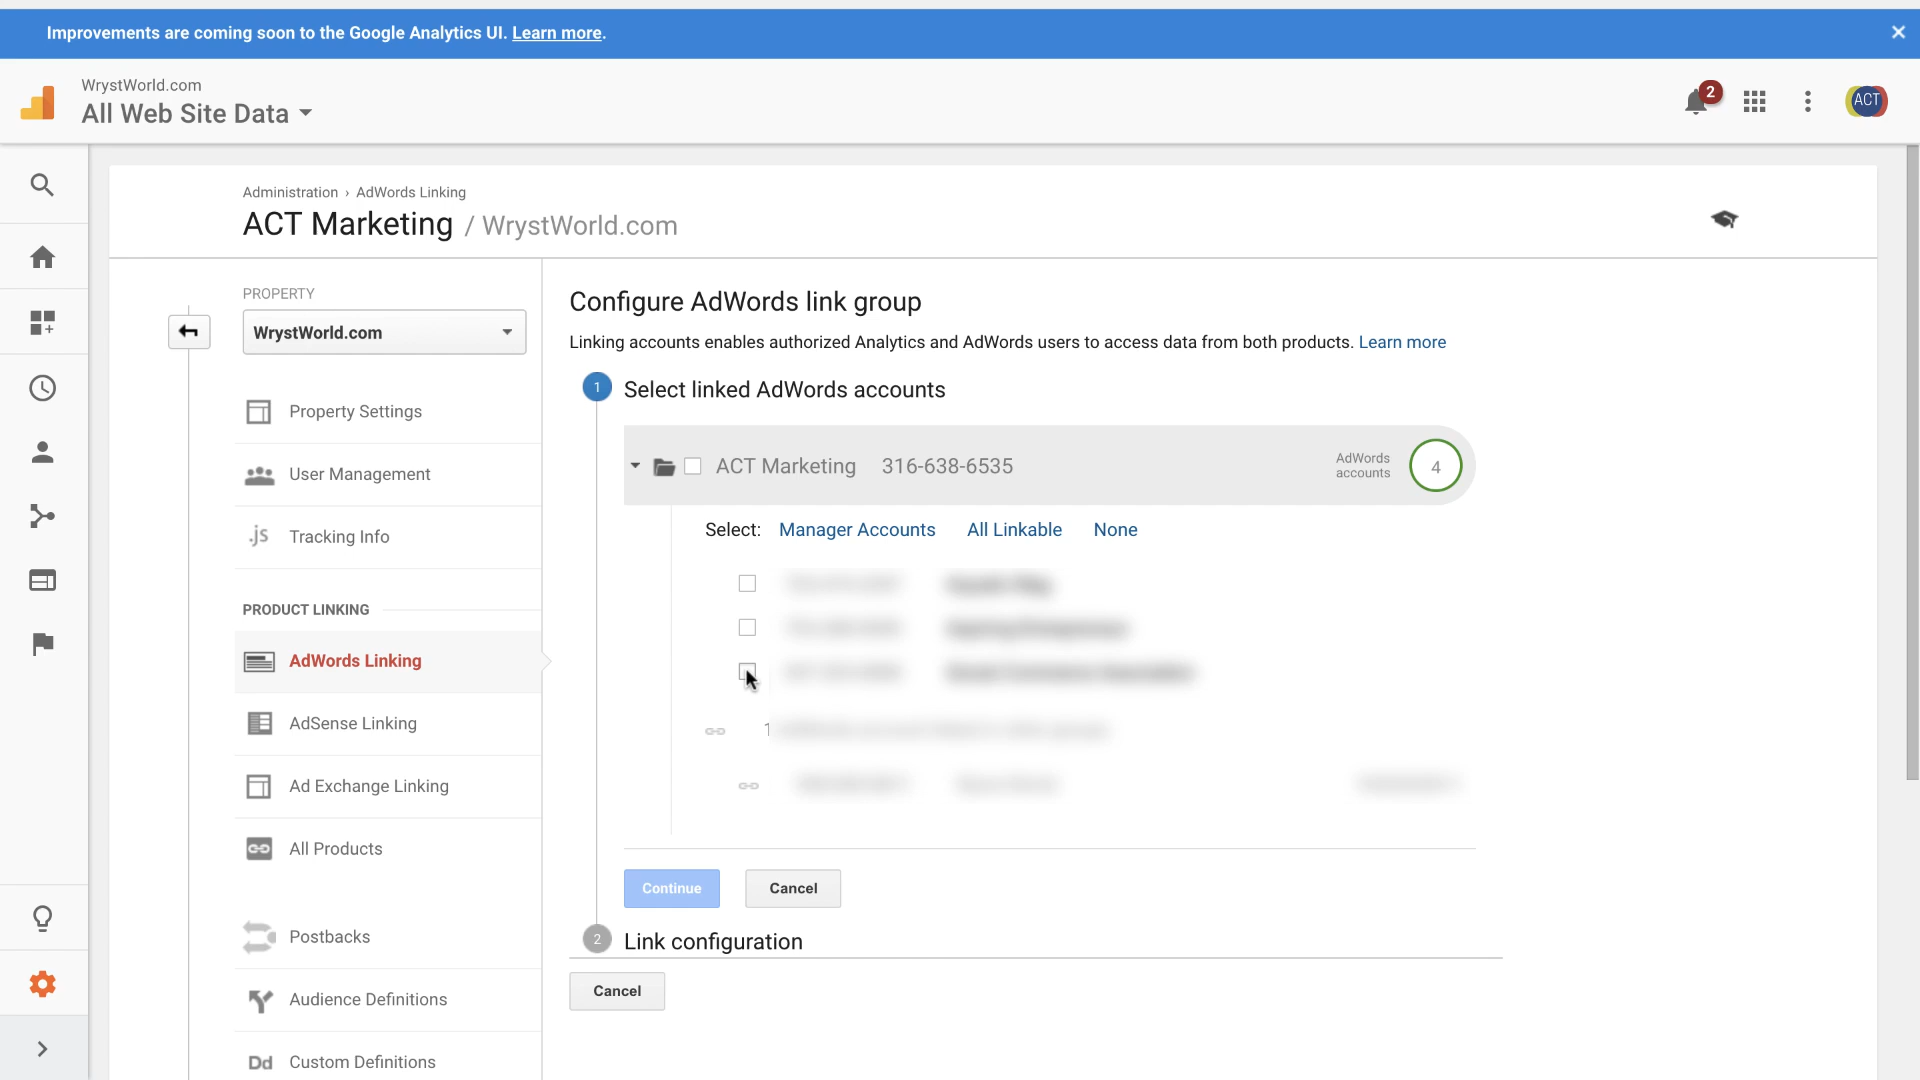 Improvements are coming soon to the Google Analytics UI. Learn more.
WrystWorld.com
All Web Site Data
2
ACT
Administration › AdWords Linking
ACT Marketing / WrystWorld.com
PROPERTY
WrystWorld.com
Property Settings
User Management
.js Tracking Info
PRODUCT LINKING
AdWords Linking
AdSense Linking
Ad Exchange Linking
All Products
Postbacks
Audience Definitions
Dd Custom Definitions
Configure AdWords link group
Linking accounts enables authorized Analytics and AdWords users to access data from both products. Learn more
1 Select linked AdWords accounts
ACT Marketing 316-638-6535
AdWords
accounts
4
Select: Manager Accounts All Linkable None
1
Continue Cancel
2 Link configuration
Cancel